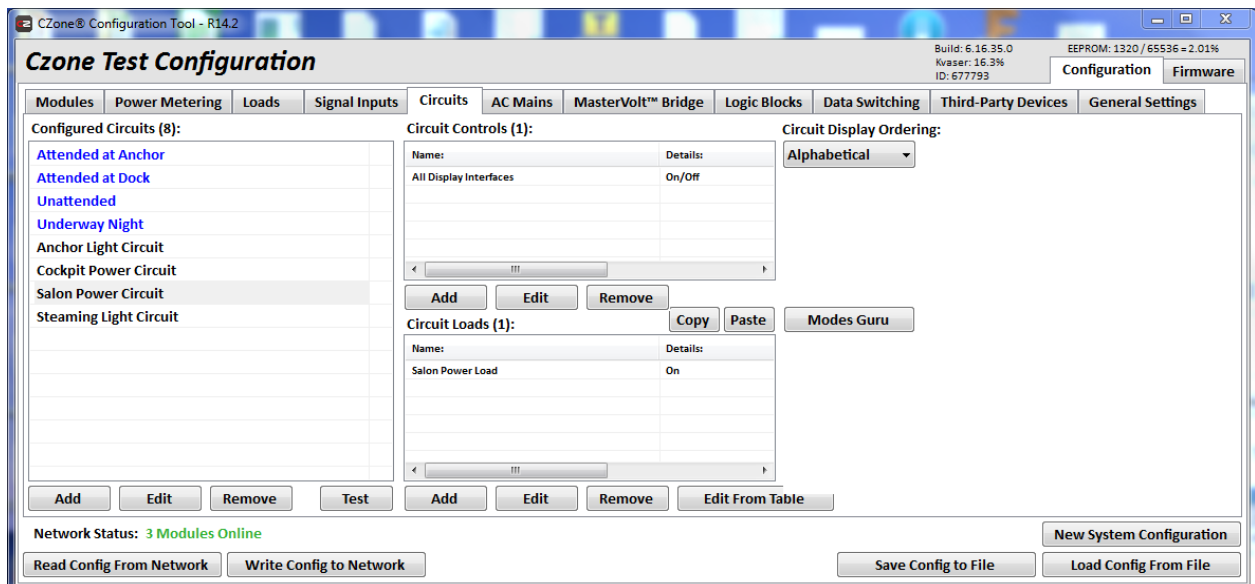 CZone® Configuration Tool - R14.2
Czone Test Configuration
Build: 6.16.35.0
Kvaser: 16.3%
ID: 677793
EEPROM: 1320 / 65536 = 2.01%
Configuration Firmware
Modules Power Metering Loads Signal Inputs Circuits AC Mains MasterVolt™ Bridge Logic Blocks Data Switching Third-Party Devices General Settings
Configured Circuits (8):
Attended at Anchor
Attended at Dock
Unattended
Underway Night
Anchor Light Circuit
Cockpit Power Circuit
Salon Power Circuit
Steaming Light Circuit
Add Edit Remove Test
Circuit Controls (1):
Name: Details:
All Display Interfaces On/Off
Add Edit Remove
Copy Paste
Circuit Loads (1):
Name: Details:
Salon Power Load On
Add Edit Remove Edit From Table
Circuit Display Ordering:
Alphabetical
Modes Guru
Network Status: 3 Modules Online
New System Configuration
Read Config From Network Write Config to Network Save Config to File Load Config From File